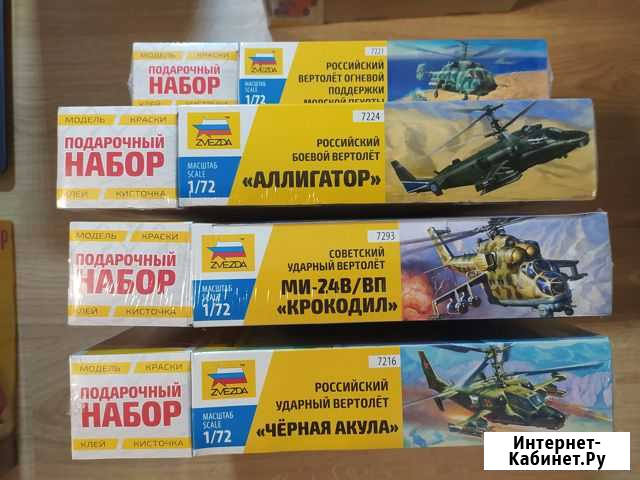 МОДЕЛЬ КРАСКИ
ПОДАРОЧНЫЙ
НАБОР
КЛЕЙ КИСТОЧКА
ZVEZDA
МАСШТАБ
SCALE
1/72
7221
РОССИЙСКИЙ
ВЕРТОЛЁТ ОГНЕВОЙ
ПОДДЕРЖКИ
МОРСКОЙ ПЕХОТЫ
МОДЕЛЬ КРАСКИ
ПОДАРОЧНЫЙ
НАБОР
КЛЕЙ КИСТОЧКА
ZVEZDA
МАСШТАБ
SCALE
1/72
7224
РОССИЙСКИЙ
БОЕВОЙ ВЕРТОЛЁТ
«АЛЛИГАТОР»
МОДЕЛЬ КРАСКИ
ПОДАРОЧНЫЙ
НАБОР
КЛЕЙ КИСТОЧКА
ZVEZDA
МАСШТАБ
SCALE
1/72
7293
СОВЕТСКИЙ
УДАРНЫЙ ВЕРТОЛЁТ
МИ-24В/ВП
«КРОКОДИЛ»
МОДЕЛЬ КРАСКИ
ПОДАРОЧНЫЙ
НАБОР
КЛЕЙ КИСТОЧКА
ZVEZDA
МАСШТАБ
SCALE
1/72
7216
РОССИЙСКИЙ
УДАРНЫЙ ВЕРТОЛЁТ
«ЧЁРНАЯ АКУЛА»
Интернет-
Кабинет.Ру